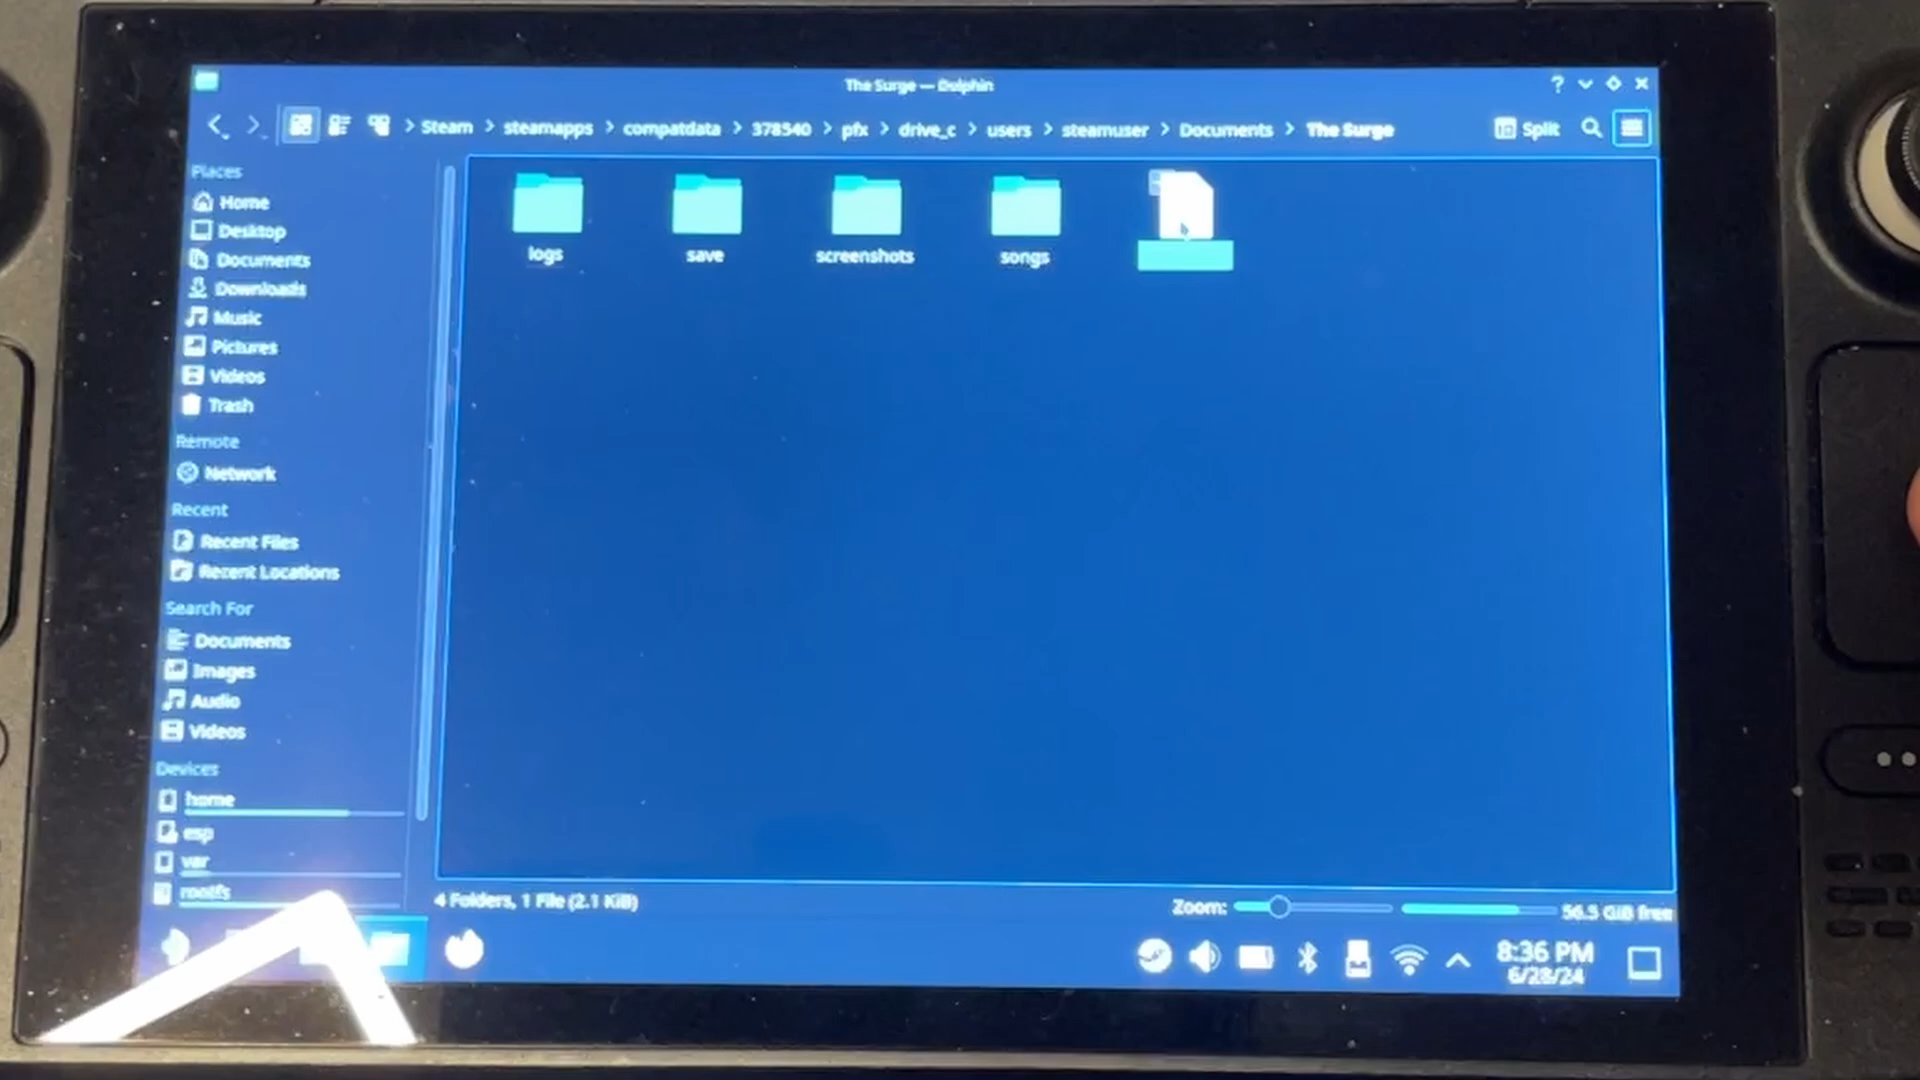 The Surge — Dolphin
Steam > steamapps > compatdata > 378540 > pfx > drive_c > users > steamuser > Documents > The Surge
Split
Places
Home
Desktop
Documents
Downloads
Music
Pictures
Videos
Trash
Remote
Network
Recent
Recent Files
Recent Locations
Search For
Documents
Images
Audio
Videos
Devices
home
esp
var
rootfs
logs
save
screenshots
songs
4 Folders, 1 File (2.1 KiB)
Zoom:
56.5 GiB free
8:36 PM
6/28/24